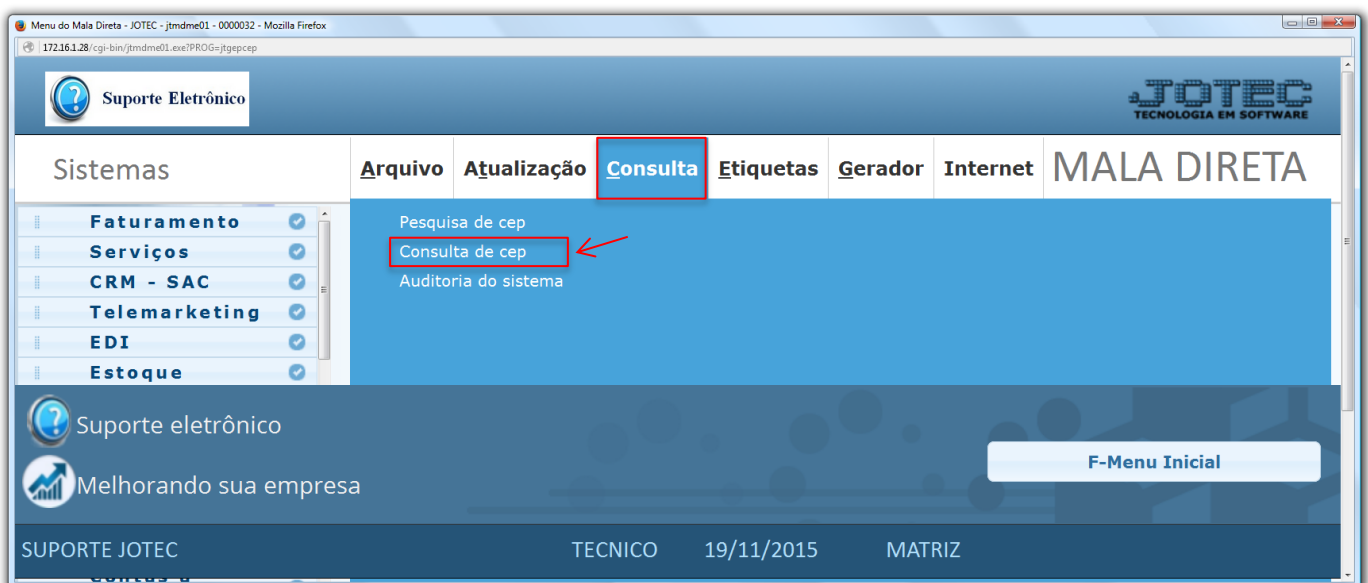 Menu do Mala Direta - JOTEC - jtmdme01 - 0000032 - Mozilla Firefox
172.16.1.28/cgi-bin/jtmdme01.exe?PROG=jtgepcep
Suporte Eletrônico
JOTEC
TECNOLOGIA EM SOFTWARE
Sistemas
Arquivo Atualização Consulta Etiquetas Gerador Internet MALA DIRETA
Faturamento
Serviços
CRM - SAC
Telemarketing
EDI
Estoque
Pesquisa de cep
Consulta de cep
Auditoria do sistema
Suporte eletrônico
Melhorando sua empresa
F-Menu Inicial
SUPORTE JOTEC TECNICO 19/11/2015 MATRIZ